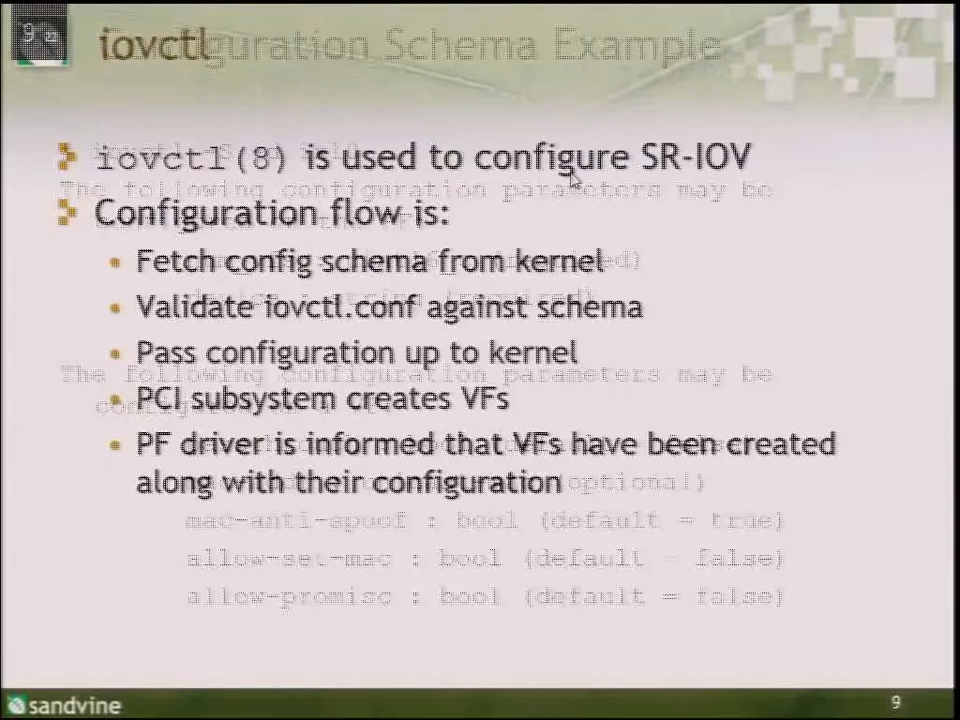 iovctl
Configuration Schema Example
iovctl(8) is used to configure SR-IOV
The following configuration parameters may be
Configuration flow is:
Fetch config schema from kernel
Validate iovctl.conf against schema
Pass configuration up to kernel
The following configuration parameters may be
PCI subsystem creates VFs
PF driver is informed that VFs have been created
along with their configuration
(optional)
mac-anti-spoof : bool (default = true)
allow-set-mac : bool (default = false)
allow-promisc : bool (default = false)
sandvine
9